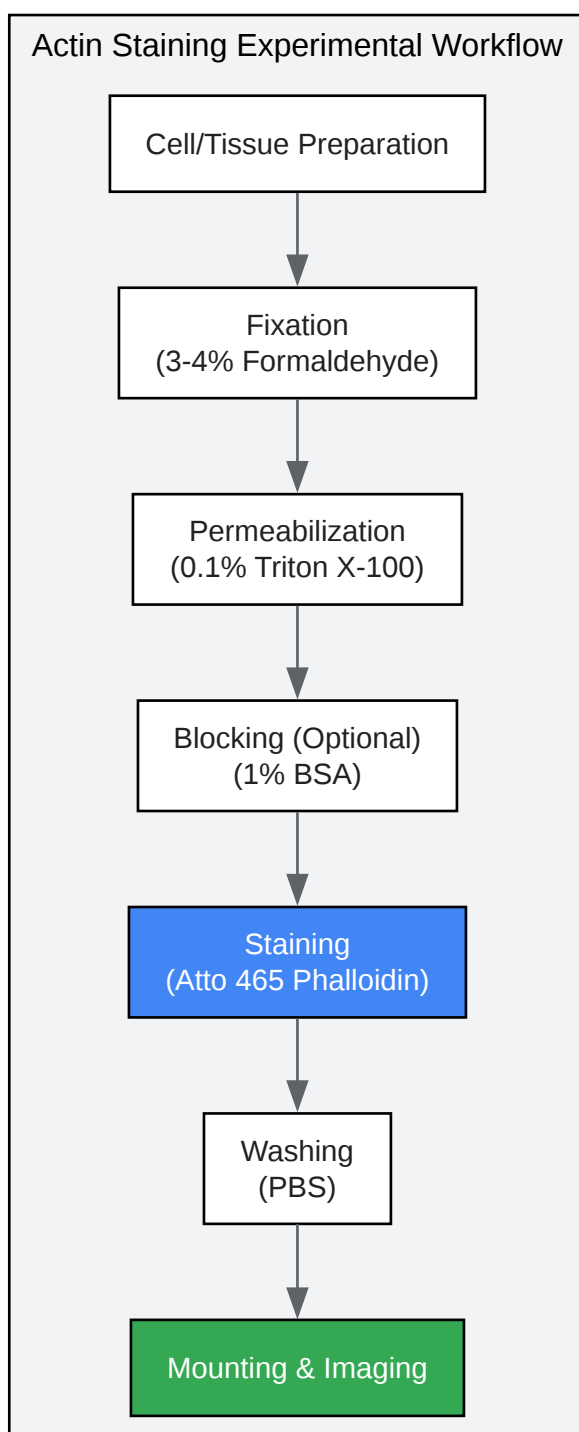 Actin Staining Experimental Workflow
Cell/Tissue Preparation
Fixation
(3-4% Formaldehyde)
Permeabilization
(0.1% Triton X-100)
Blocking (Optional)
(1% BSA)
Staining
(Atto 465 Phalloidin)
Washing
(PBS)
Mounting & Imaging